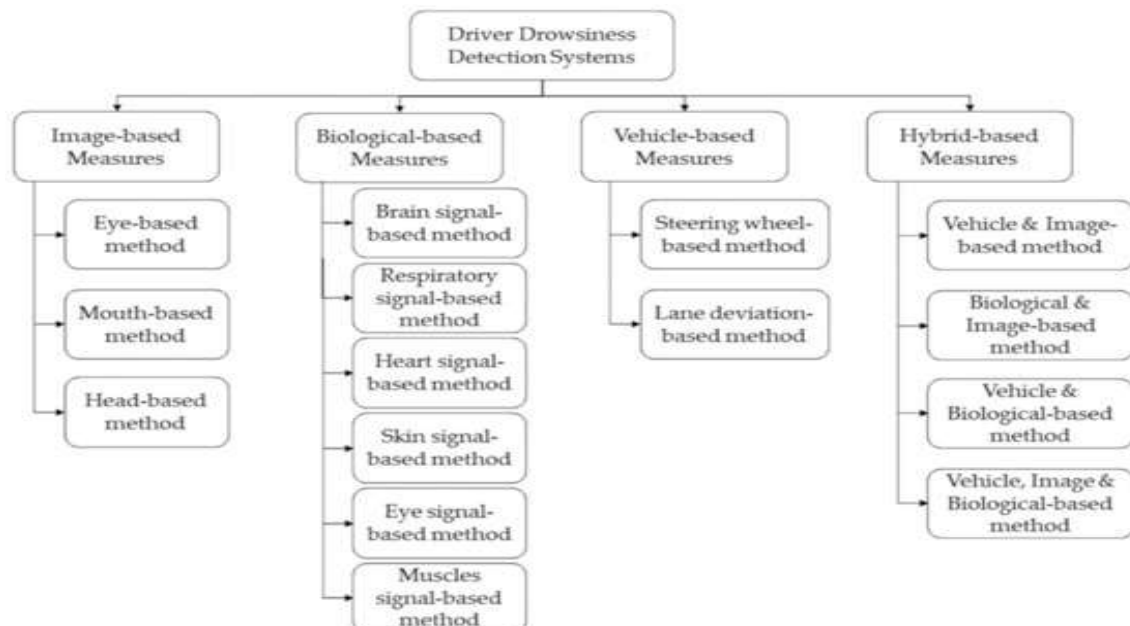 Driver Drowsiness
Detection Systems
Image-based
Measures
Eye-based
method
Mouth-based
method
Head-based
method
Biological-based
Measures
Brain signal-
based method
Respiratory
signal-based
method
Heart signal-
based method
Skin signal-
based method
Eye signal-
based method
Muscles
signal-based
method
Vehicle-based
Measures
Steering wheel-
based method
Lane deviation-
based method
Hybrid-based
Measures
Vehicle & Image-
based method
Biological &
Image-based
method
Vehicle &
Biological-based
method
Vehicle, Image &
Biological-based
method